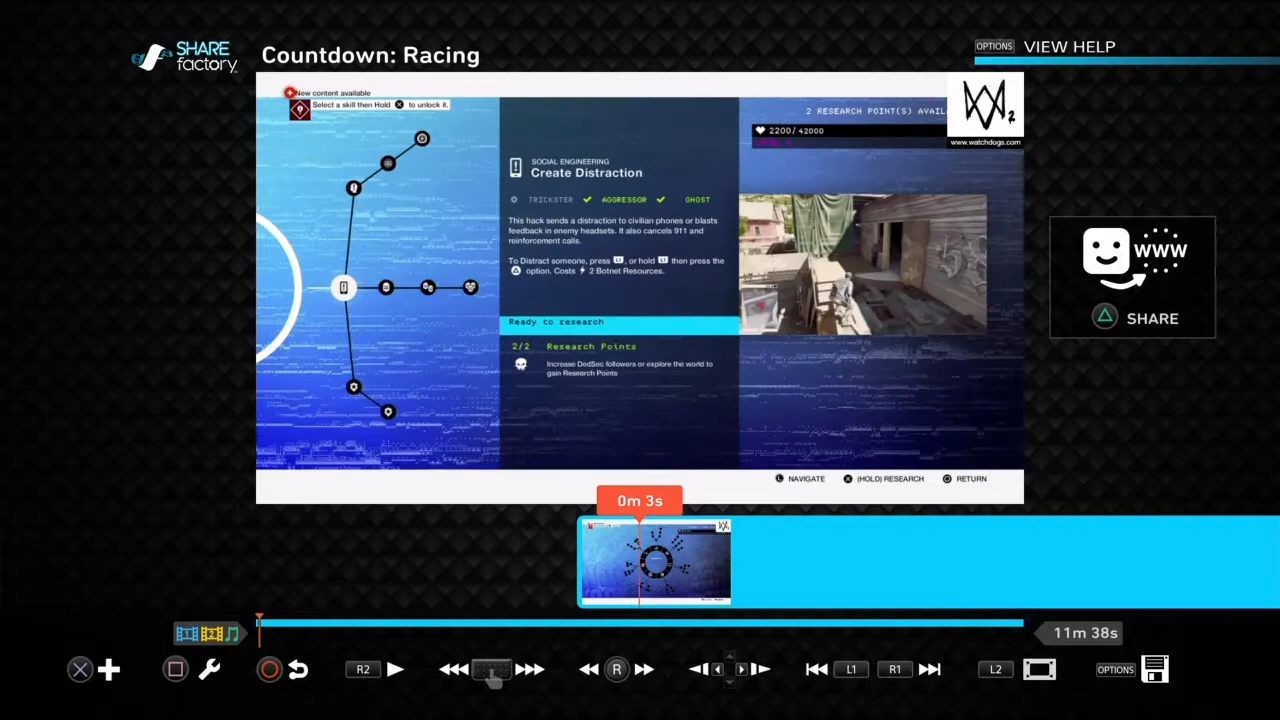 SHARE
factory™
Countdown: Racing
OPTIONS VIEW HELP
New content available
Select a skill then Hold to unlock it.
2 RESEARCH POINT(S) AVAIL
2200/42000
2
www.watchdogs.com
SOCIAL ENGINEERING
Create Distraction
TRICKSTER AGGRESSOR GHOST
This hack sends a distraction to civilian phones or blasts
feedback in enemy headsets. It also cancels 911 and
reinforcement calls.
To Distract someone, press L1, or hold L1 then press the
option. Costs 2 Botnet Resources.
Ready to research
2/2 Research Points
Increase DedSec followers or explore the world to
gain Research Points
NAVIGATE (HOLD) RESEARCH RETURN
WWW
SHARE
0m 3s
11m 38s
R2 R L1 R1 L2 OPTIONS